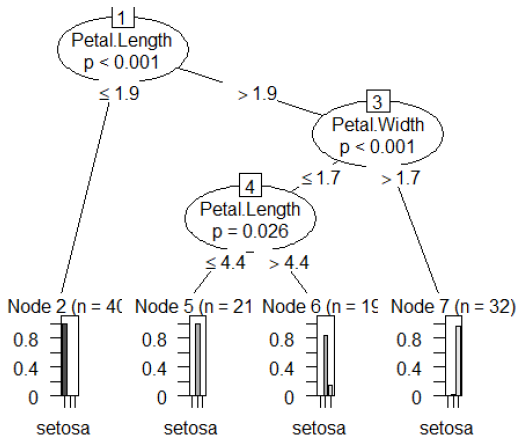 1
Petal.Length
p < 0.001
≤ 1.9
> 1.9
3
Petal.Width
p < 0.001
≤ 1.7
> 1.7
4
Petal.Length
p = 0.026
≤ 4.4
> 4.4
Node 2 (n = 40
Node 5 (n = 21
Node 6 (n = 19
Node 7 (n = 32)
0.8
0.4
0
0.8
0.4
0
0.8
0.4
0
0.8
0.4
0
setosa
setosa
setosa
setosa